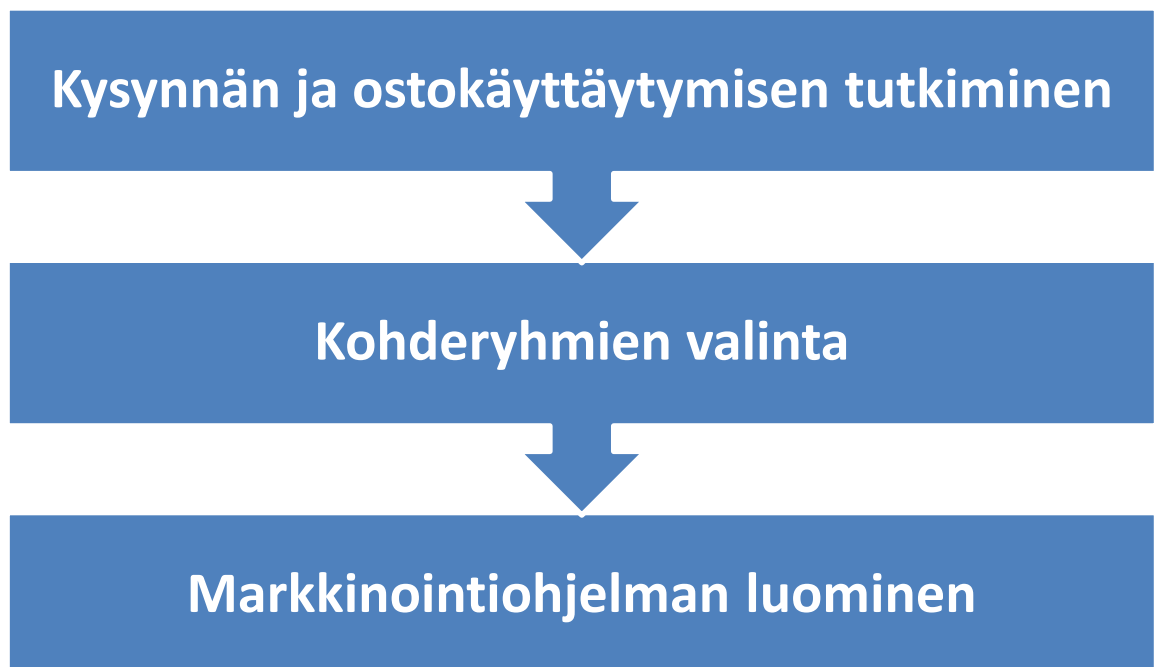 Kysynnän ja ostokäyttäytymisen tutkiminen
Kohderyhmien valinta
Markkinointiohjelman luominen